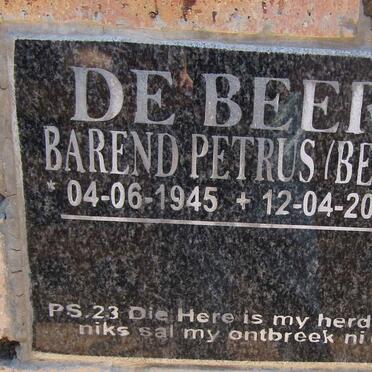 DE BEER
BAREND PETRUS (BE
* 04-06-1945 + 12-04-20
PS.23 Die Here is my herd
niks sal my ontbreek ni